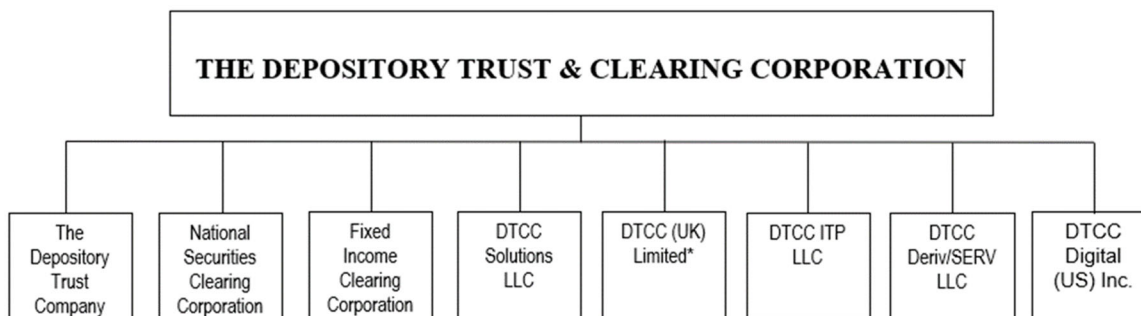 THE DEPOSITORY TRUST & CLEARING CORPORATION
The
Depository
Trust
Company
National
Securities
Clearing
Corporation
Fixed
Income
Clearing
Corporation
DTCC
Solutions
LLC
DTCC (UK)
Limited*
DTCC ITP
LLC
DTCC
Deriv/SERV
LLC
DTCC
Digital
(US) Inc.